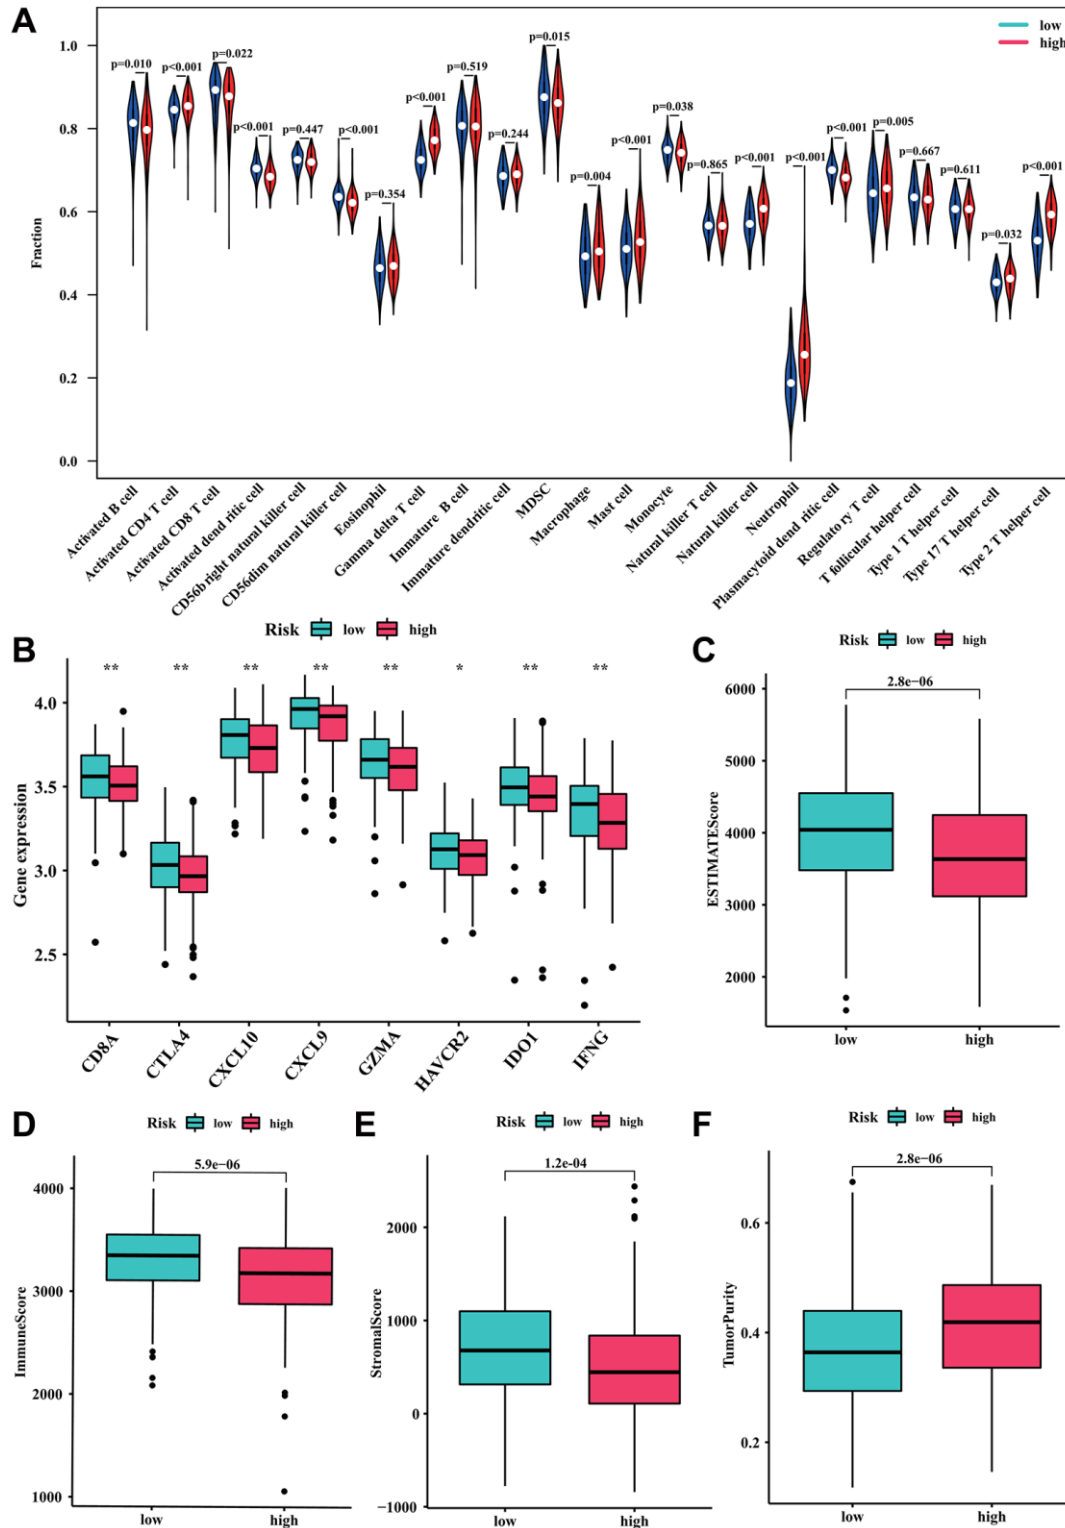 A
low
high
p=0.010
p<0.001
p=0.022
p<0.001
p=0.447
p<0.001
p=0.354
p<0.001
p=0.519
p=0.244
p=0.015
p=0.004
p<0.001
p=0.038
p=0.865
p<0.001
p<0.001
p<0.001
p=0.005
p=0.667
p=0.611
p=0.032
p<0.001
Fraction
1.0
0.8
0.6
0.4
0.2
0.0
Activated B cell
Activated CD4 T cell
Activated CD8 T cell
Activated dendritic cell
CD56bright natural killer cell
CD56dim natural killer cell
Eosinphil
Gamma delta T cell
Immature B cell
Immature dendritic cell
MDSC
Macrophage
Mast cell
Monocyte
Natural killer T cell
Natural killer cell
Neutrophil
Plasmacytoid dendritic cell
Regulatory T cell
T follicular helper cell
Type 1 T helper cell
Type 17 T helper cell
Type 2 T helper cell
B
Risk low high
** ** ** ** ** * ** **
Gene expression
4.0
3.5
3.0
2.5
CD8A
CTLA4
CXCL10
CXCL9
GZMA
HAVCR2
IDO1
IFNG
C
Risk low high
2.8e−06
ESTIMATEScore
6000
5000
4000
3000
2000
low high
D
Risk low high
5.9e−06
ImmuneScore
4000
3000
2000
1000
low high
E
Risk low high
1.2e-04
StromalScore
2000
1000
0
−1000
low high
F
Risk low high
2.8e−06
TumorPurity
0.6
0.4
0.2
low high